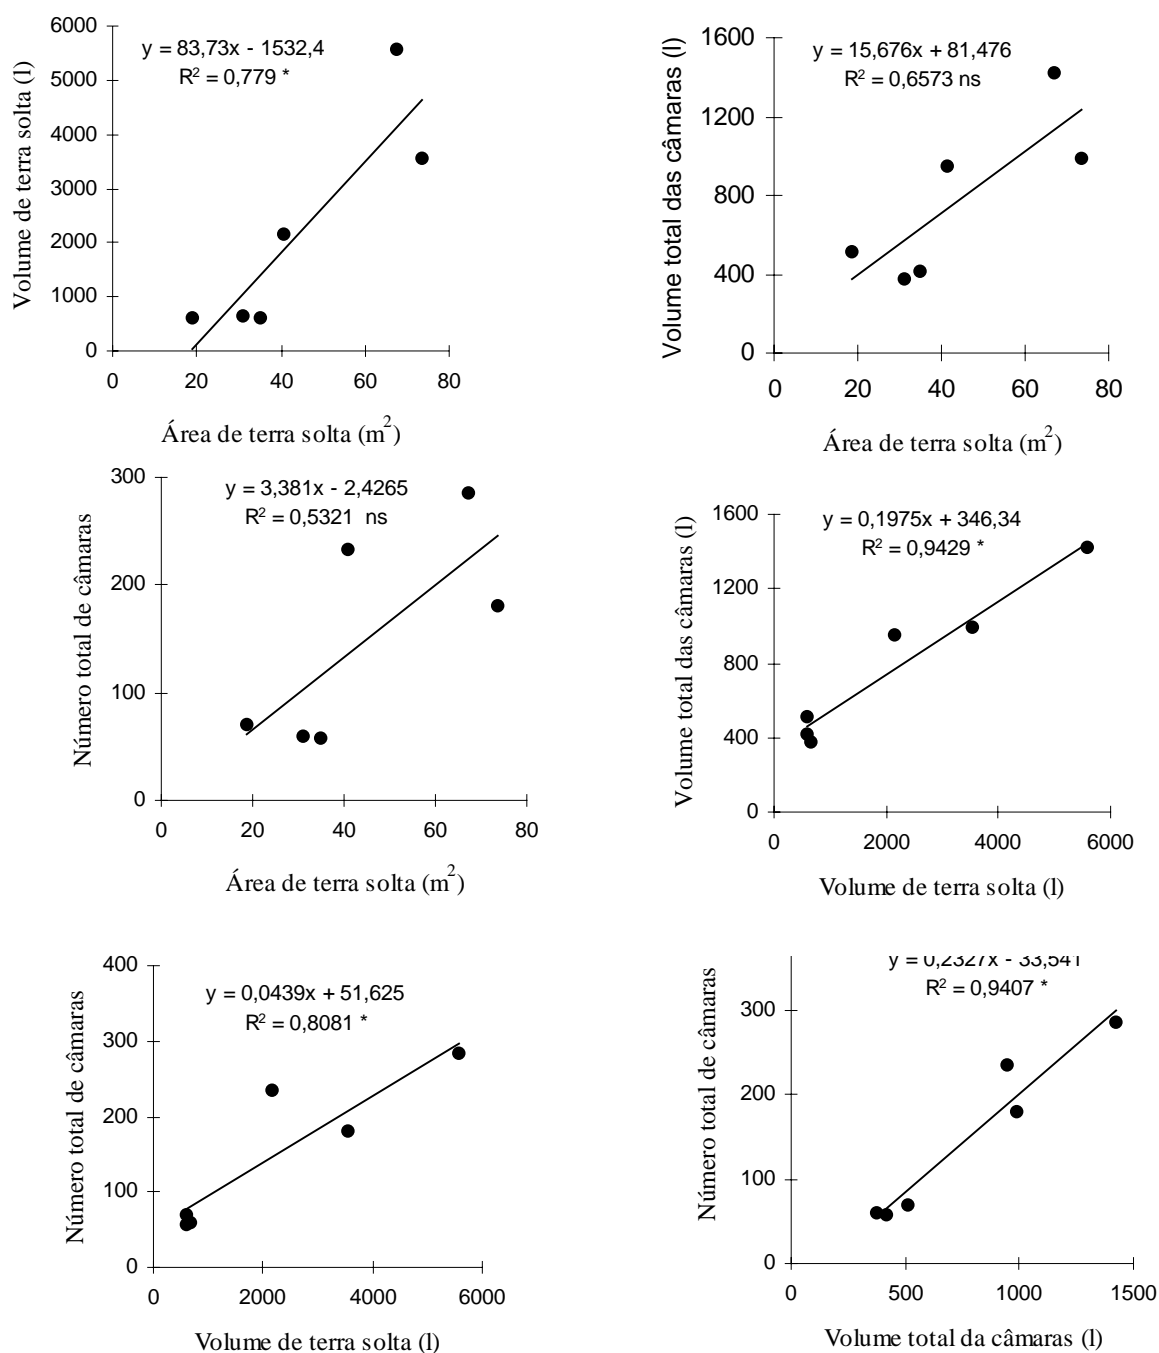 y = 83,73x - 1532,4
R² = 0,779 *
Volume de terra solta (l)
6000
5000
4000
3000
2000
1000
0
0 20 40 60 80
Área de terra solta (m²)
y = 15,676x + 81,476
R² = 0,6573 ns
Volume total das câmaras (l)
1600
1200
800
400
0
0 20 40 60 80
Área de terra solta (m²)
y = 3,381x - 2,4265
R² = 0,5321 ns
Número total de câmaras
300
200
100
0
0 20 40 60 80
Área de terra solta (m²)
y = 0,1975x + 346,34
R² = 0,9429 *
Volume total das câmaras (l)
1600
1200
800
400
0
0 2000 4000 6000
Volume de terra solta (l)
y = 0,0439x + 51,625
R² = 0,8081 *
Número total de câmaras
400
300
200
100
0
0 2000 4000 6000
Volume de terra solta (l)
y = 0,2327x - 33,541
R² = 0,9407 *
Número total de câmaras
300
200
100
0
0 500 1000 1500
Volume total da câmaras (l)